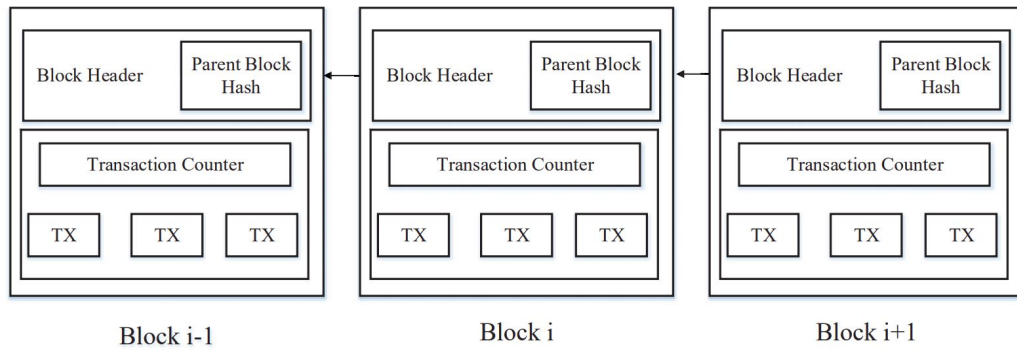 Block Header
Parent Block
Hash
Block Header
Parent Block
Hash
Block Header
Parent Block
Hash
Transaction Counter
Transaction Counter
Transaction Counter
TX TX TX
TX TX TX
TX TX TX
Block i-1
Block i
Block i+1